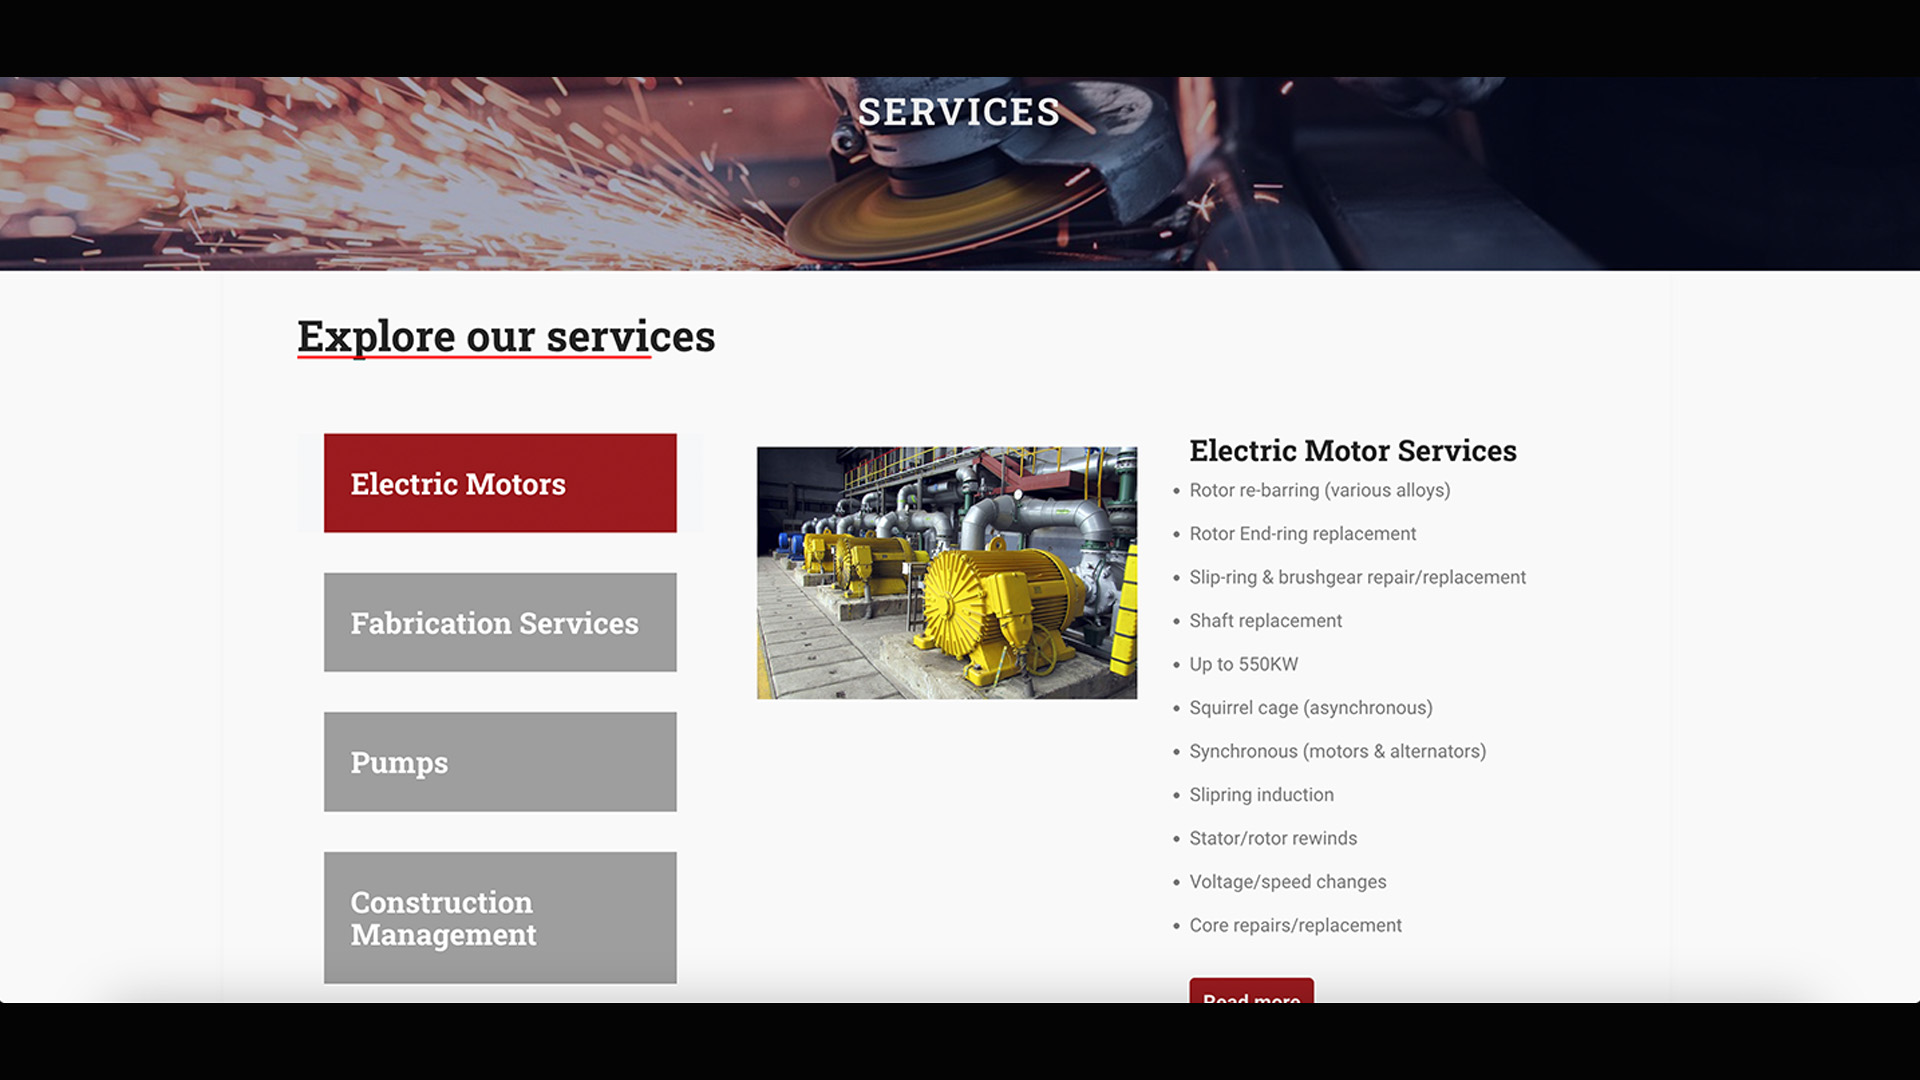 SERVICES
Explore our services
Electric Motors
Fabrication Services
Pumps
Construction
Management
Electric Motor Services
Rotor re-barring (various alloys)
Rotor End-ring replacement
Slip-ring & brushgear repair/replacement
Shaft replacement
Up to 550KW
Squirrel cage (asynchronous)
Synchronous (motors & alternators)
Slipring induction
Stator/rotor rewinds
Voltage/speed changes
Core repairs/replacement
Read more